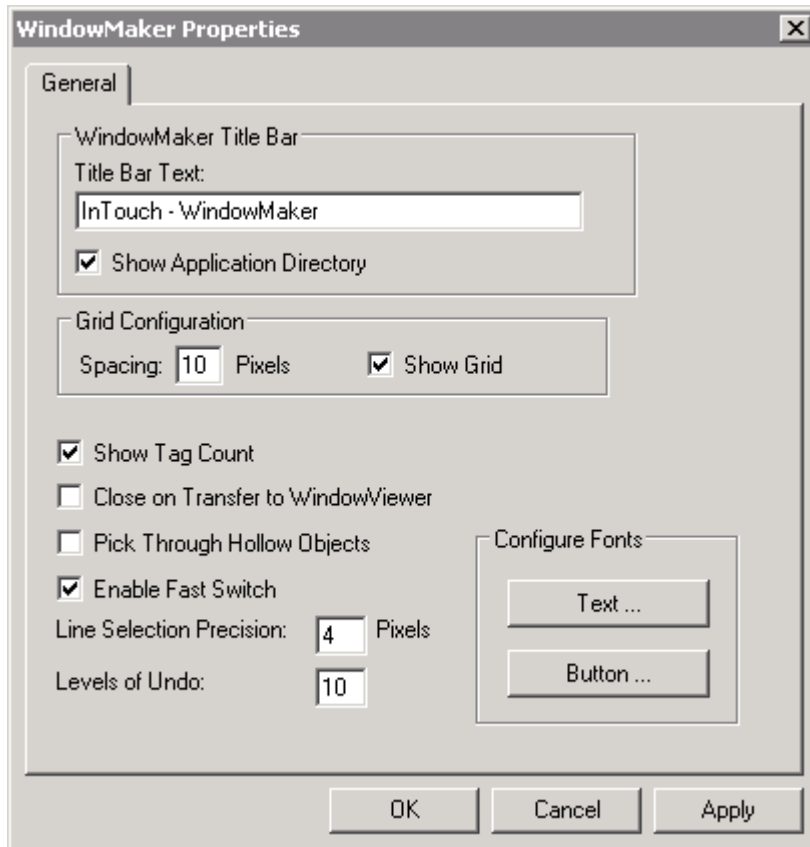 WindowMaker Properties
General
WindowMaker Title Bar
Title Bar Text:
InTouch - WindowMaker
Show Application Directory
Grid Configuration
Spacing: 10 Pixels Show Grid
Show Tag Count
Close on Transfer to WindowViewer
Pick Through Hollow Objects
Enable Fast Switch
Line Selection Precision: 4 Pixels
Levels of Undo: 10
Configure Fonts
Text ...
Button ...
OK Cancel Apply